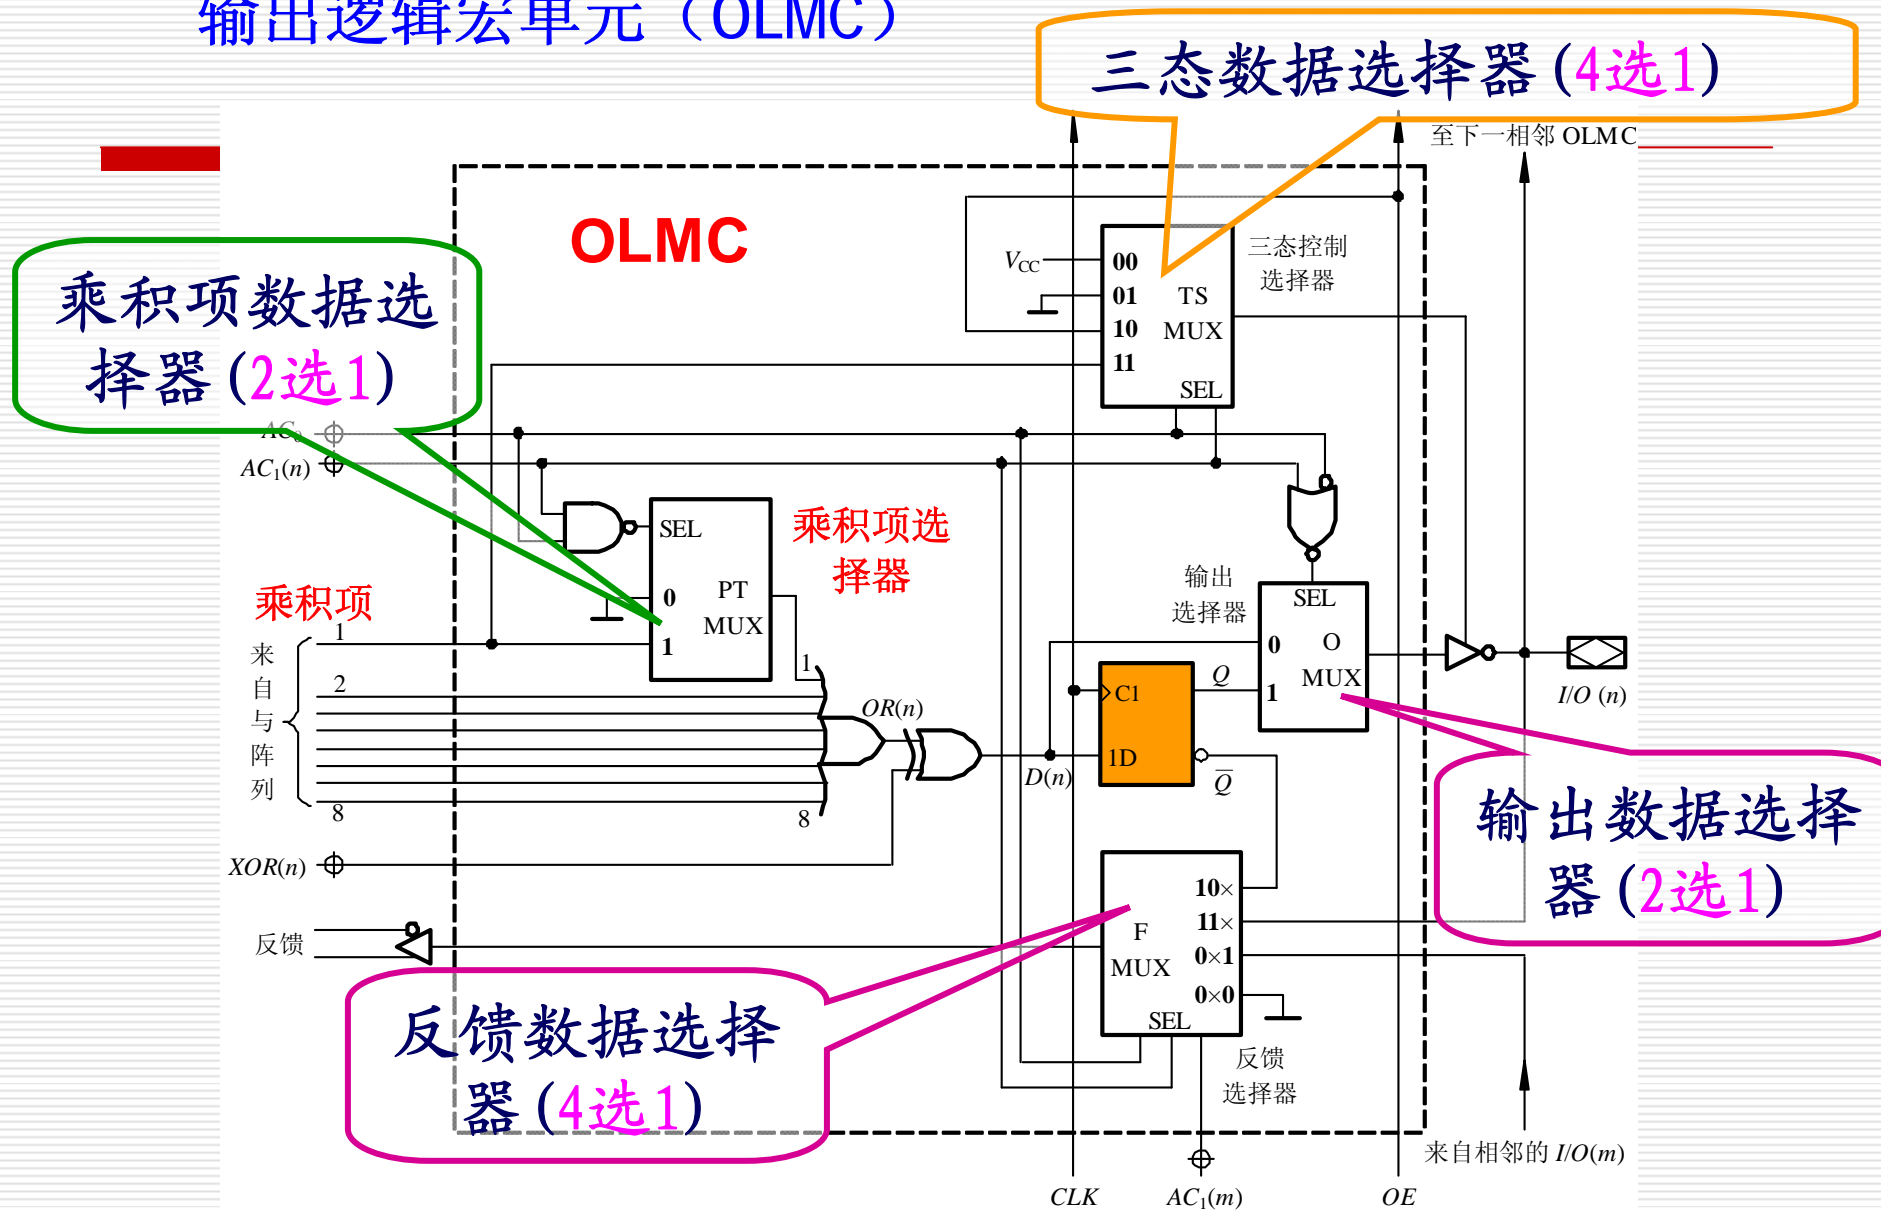 输出逻辑宏单元（OLMC）
三态数据选择器(4选1)
至下一相邻 OLMC
OLMC
乘积项数据选
择器(2选1)
V_CC
00
01
10
11
TS
MUX
SEL
三态控制
选择器
AC₀
AC₁(n)
SEL
0
1
PT
MUX
乘积项选
择器
乘积项
来
自
与
阵
列
1
2
8
1
8
OR(n)
XOR(n)
D(n)
C1
1D
Q
Q̅
输出
选择器
SEL
0
1
O
MUX
I/O (n)
输出数据选择
器(2选1)
反馈
F
MUX
10×
11×
0×1
0×0
SEL
反馈
选择器
反馈数据选择
器(4选1)
来自相邻的 I/O(m)
CLK
AC₁(m)
OE